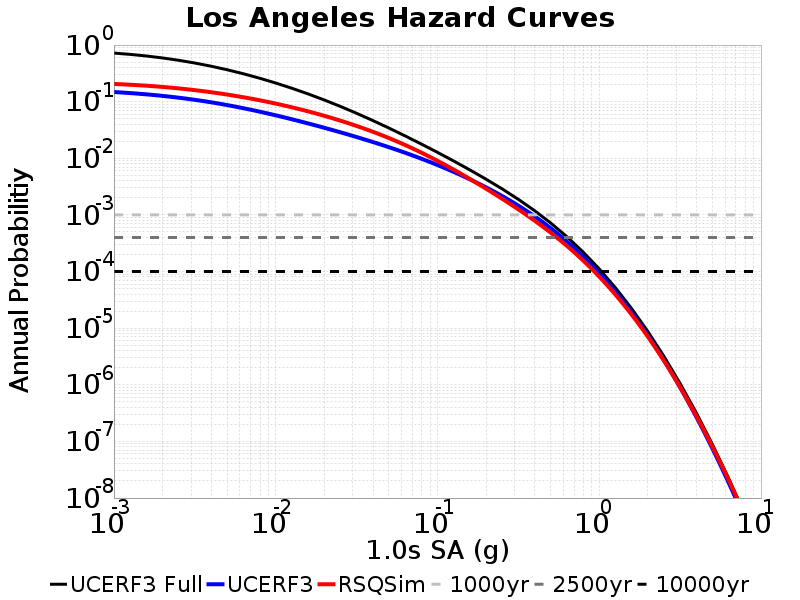 Los Angeles Hazard Curves
Annual Probabilitiy
10^0
10^-1
10^-2
10^-3
10^-4
10^-5
10^-6
10^-7
10^-8
10^-3 10^-2 10^-1 10^0 10^1
1.0s SA (g)
UCERF3 Full UCERF3 RSQSim 1000yr 2500yr 10000yr